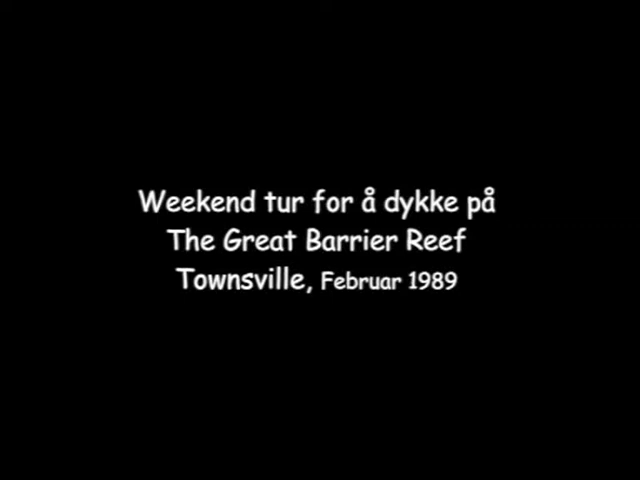 Weekend tur for å dykke på
The Great Barrier Reef
Townsville, Februar 1989